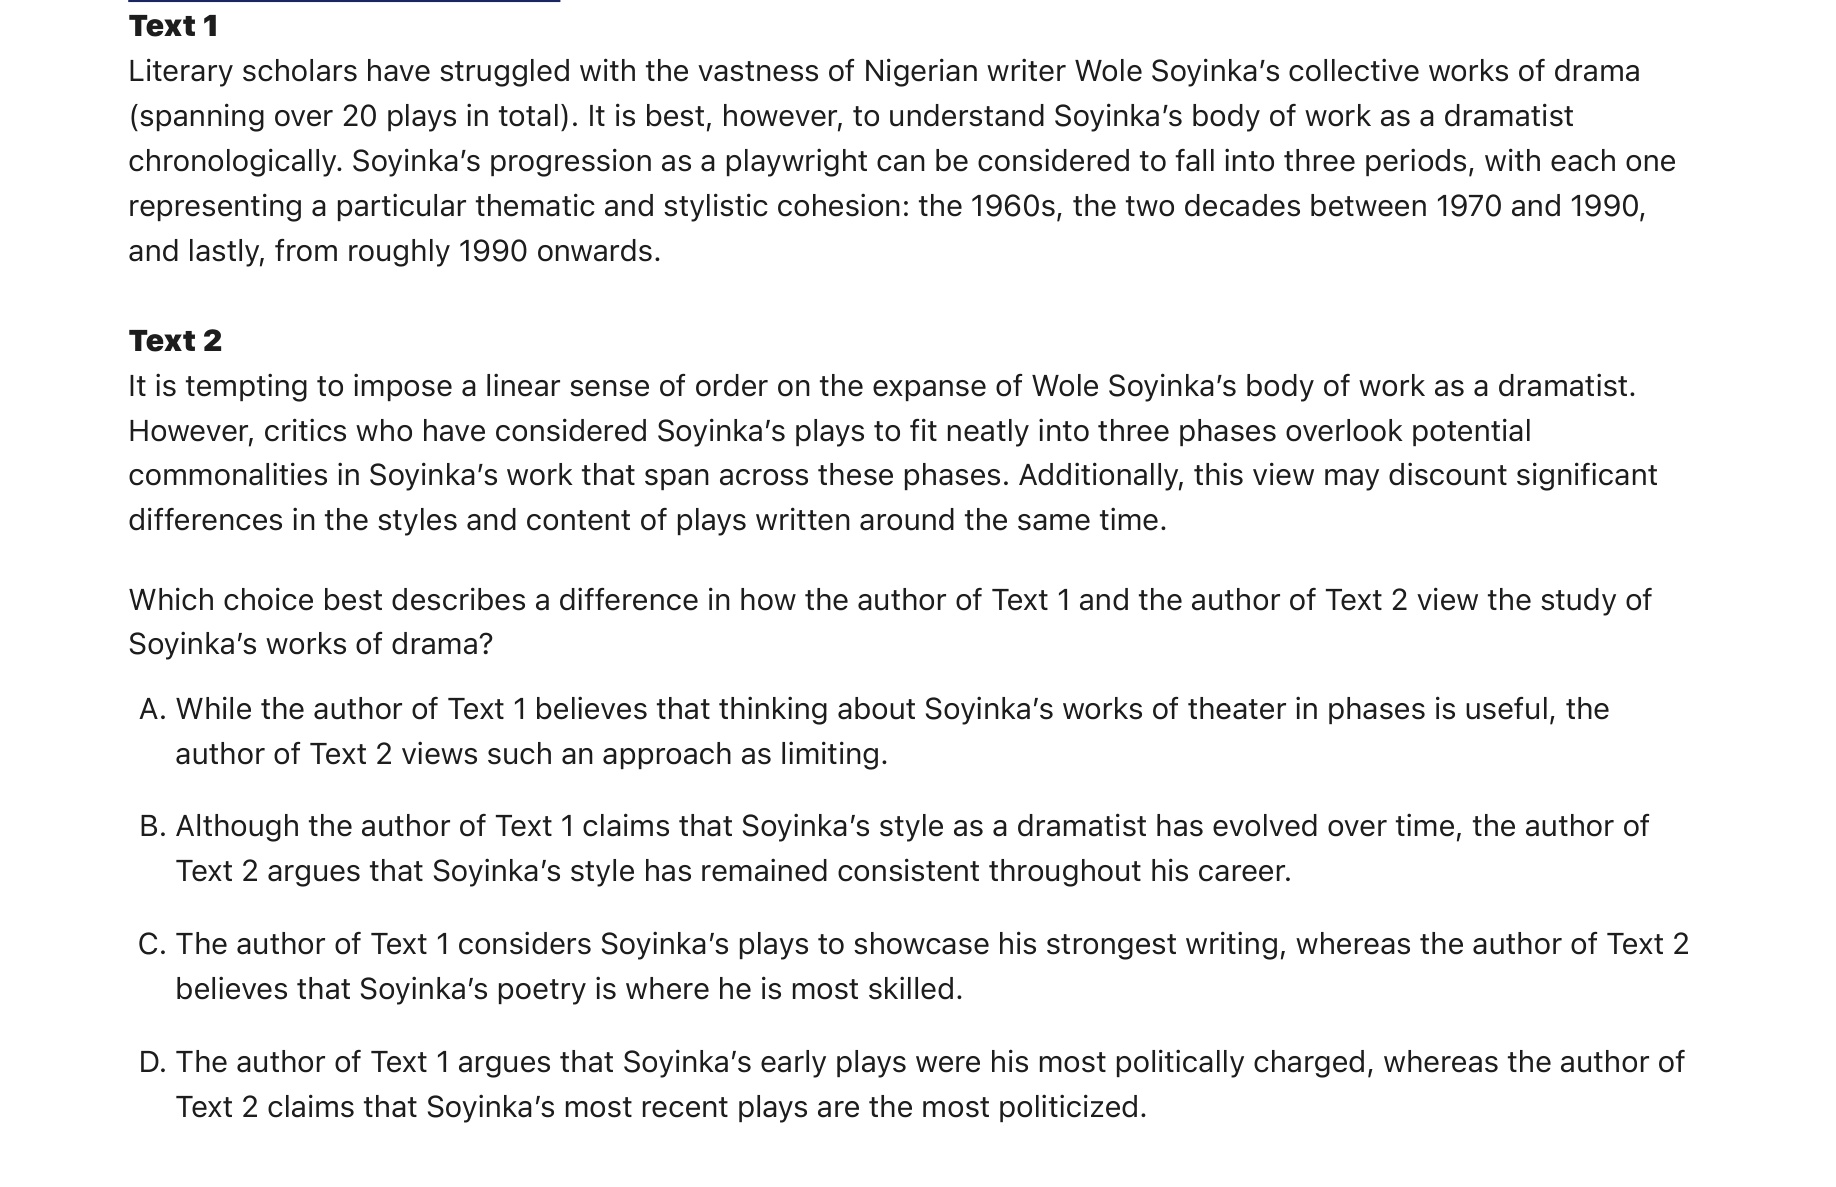 Text 1
Literary scholars have struggled with the vastness of Nigerian writer Wole Soyinka’s collective works of drama
(spanning over 20 plays in total). It is best, however, to understand Soyinka’s body of work as a dramatist
chronologically. Soyinka’s progression as a playwright can be considered to fall into three periods, with each one
representing a particular thematic and stylistic cohesion: the 1960s, the two decades between 1970 and 1990,
and lastly, from roughly 1990 onwards.
Text 2
It is tempting to impose a linear sense of order on the expanse of Wole Soyinka’s body of work as a dramatist.
However, critics who have considered Soyinka’s plays to fit neatly into three phases overlook potential
commonalities in Soyinka’s work that span across these phases. Additionally, this view may discount significant
differences in the styles and content of plays written around the same time.
Which choice best describes a difference in how the author of Text 1 and the author of Text 2 view the study of
Soyinka’s works of drama?
A. While the author of Text 1 believes that thinking about Soyinka’s works of theater in phases is useful, the
author of Text 2 views such an approach as limiting.
B. Although the author of Text 1 claims that Soyinka’s style as a dramatist has evolved over time, the author of
Text 2 argues that Soyinka’s style has remained consistent throughout his career.
C. The author of Text 1 considers Soyinka’s plays to showcase his strongest writing, whereas the author of Text 2
believes that Soyinka’s poetry is where he is most skilled.
D. The author of Text 1 argues that Soyinka’s early plays were his most politically charged, whereas the author of
Text 2 claims that Soyinka’s most recent plays are the most politicized.